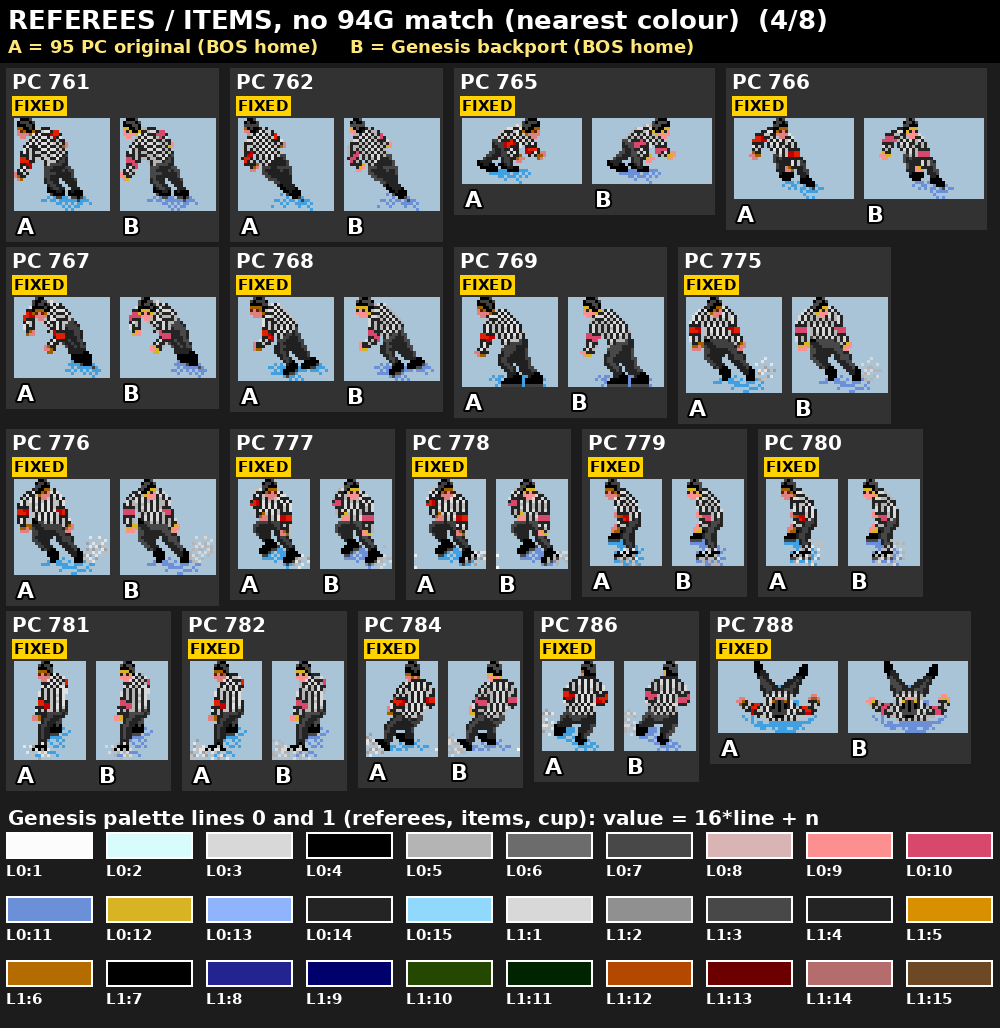 REFEREES / ITEMS, no 94G match (nearest colour)  (4/8)
A = 95 PC original (BOS home)     B = Genesis backport (BOS home)
PC 761 PC 762 PC 765 PC 766
FIXED FIXED FIXED FIXED
A B A B A B A B
PC 767 PC 768 PC 769 PC 775
FIXED FIXED FIXED FIXED
A B A B A B A B
PC 776 PC 777 PC 778 PC 779 PC 780
FIXED FIXED FIXED FIXED FIXED
A B A B A B A B A B
PC 781 PC 782 PC 784 PC 786 PC 788
FIXED FIXED FIXED FIXED FIXED
A B A B A B A B A B
Genesis palette lines 0 and 1 (referees, items, cup): value = 16*line + n
L0:1 L0:2 L0:3 L0:4 L0:5 L0:6 L0:7 L0:8 L0:9 L0:10
L0:11 L0:12 L0:13 L0:14 L0:15 L1:1 L1:2 L1:3 L1:4 L1:5
L1:6 L1:7 L1:8 L1:9 L1:10 L1:11 L1:12 L1:13 L1:14 L1:15